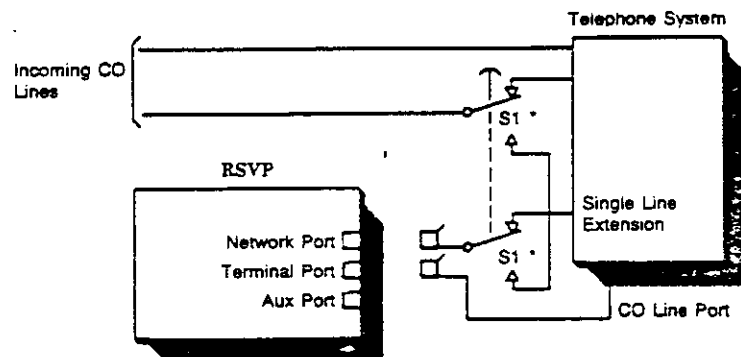 Telephone System
Incoming CO
Lines
S1 *
RSVP
Single Line
Extension
Network Port
Terminal Port
S1 *
Aux Port
CO Line Port